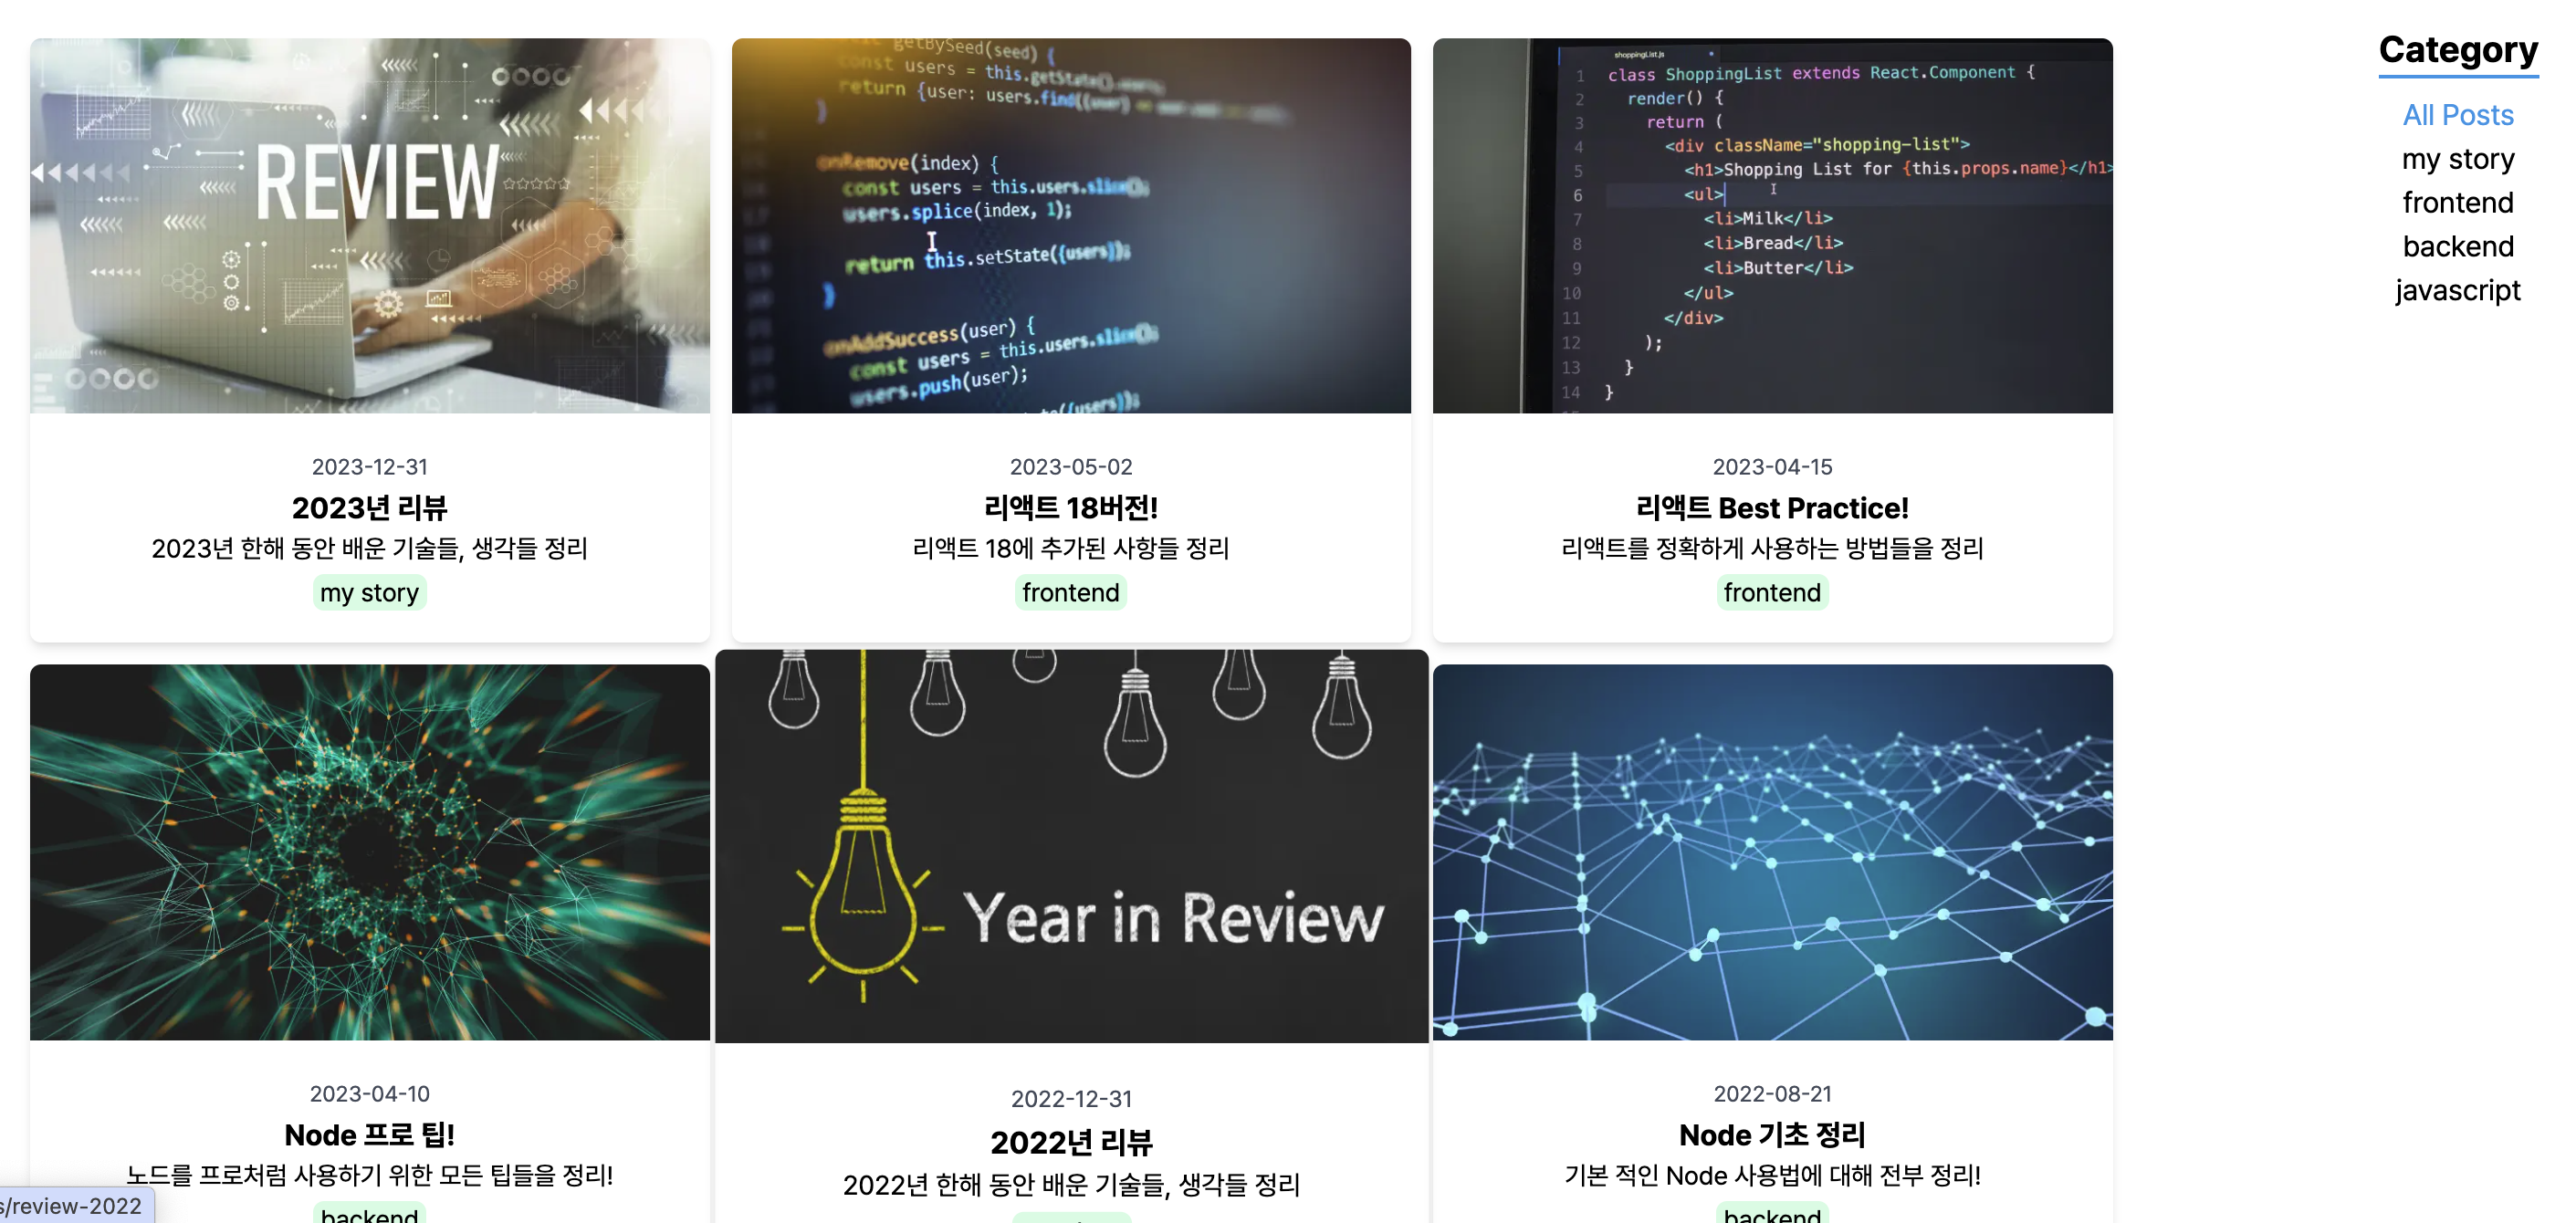 Category
All Posts
my story
frontend
backend
javascript
REVIEW
2023-12-31
2023년 리뷰
2023년 한해 동안 배운 기술들, 생각들 정리
my story
getBySeed(seed) {
const users = this.getState().users;
return {user: users.find((user)
}
onRemove(index) {
const users = this.users.slice();
users.splice(index, 1);
return this.setState({users});
}
onAddSuccess(user) {
const users = this.users.slice();
users.push(user);
({users});
2023-05-02
리액트 18버전!
리액트 18에 추가된 사항들 정리
frontend
shoppingList.js
1 class ShoppingList extends React.Component {
2 render() {
3 return (
4 <div className="shopping-list">
5 <h1>Shopping List for {this.props.name}</h1>
6 <ul>
7 <li>Milk</li>
8 <li>Bread</li>
9 <li>Butter</li>
10 </ul>
11 </div>
12 );
13 }
14 }
2023-04-15
리액트 Best Practice!
리액트를 정확하게 사용하는 방법들을 정리
frontend
2023-04-10
Node 프로 팁!
노드를 프로처럼 사용하기 위한 모든 팁들을 정리!
backend
Year in Review
2022-12-31
2022년 리뷰
2022년 한해 동안 배운 기술들, 생각들 정리
2022-08-21
Node 기초 정리
기본 적인 Node 사용법에 대해 전부 정리!
backend
s/review-2022